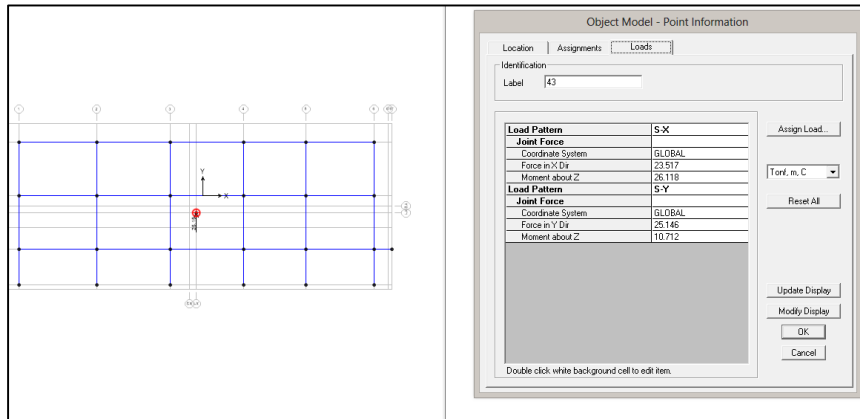 Object Model - Point Information
Location
Assignments
Loads
Identification
Label 43
Load Pattern S-X
Joint Force
Coordinate System GLOBAL
Force in X Dir 23.517
Moment about Z 26.118
Load Pattern S-Y
Joint Force
Coordinate System GLOBAL
Force in Y Dir 25.146
Moment about Z 10.712
Double click white background cell to edit item.
Assign Load...
Tonf, m, C
Reset All
Update Display
Modify Display
OK
Cancel
Y
X